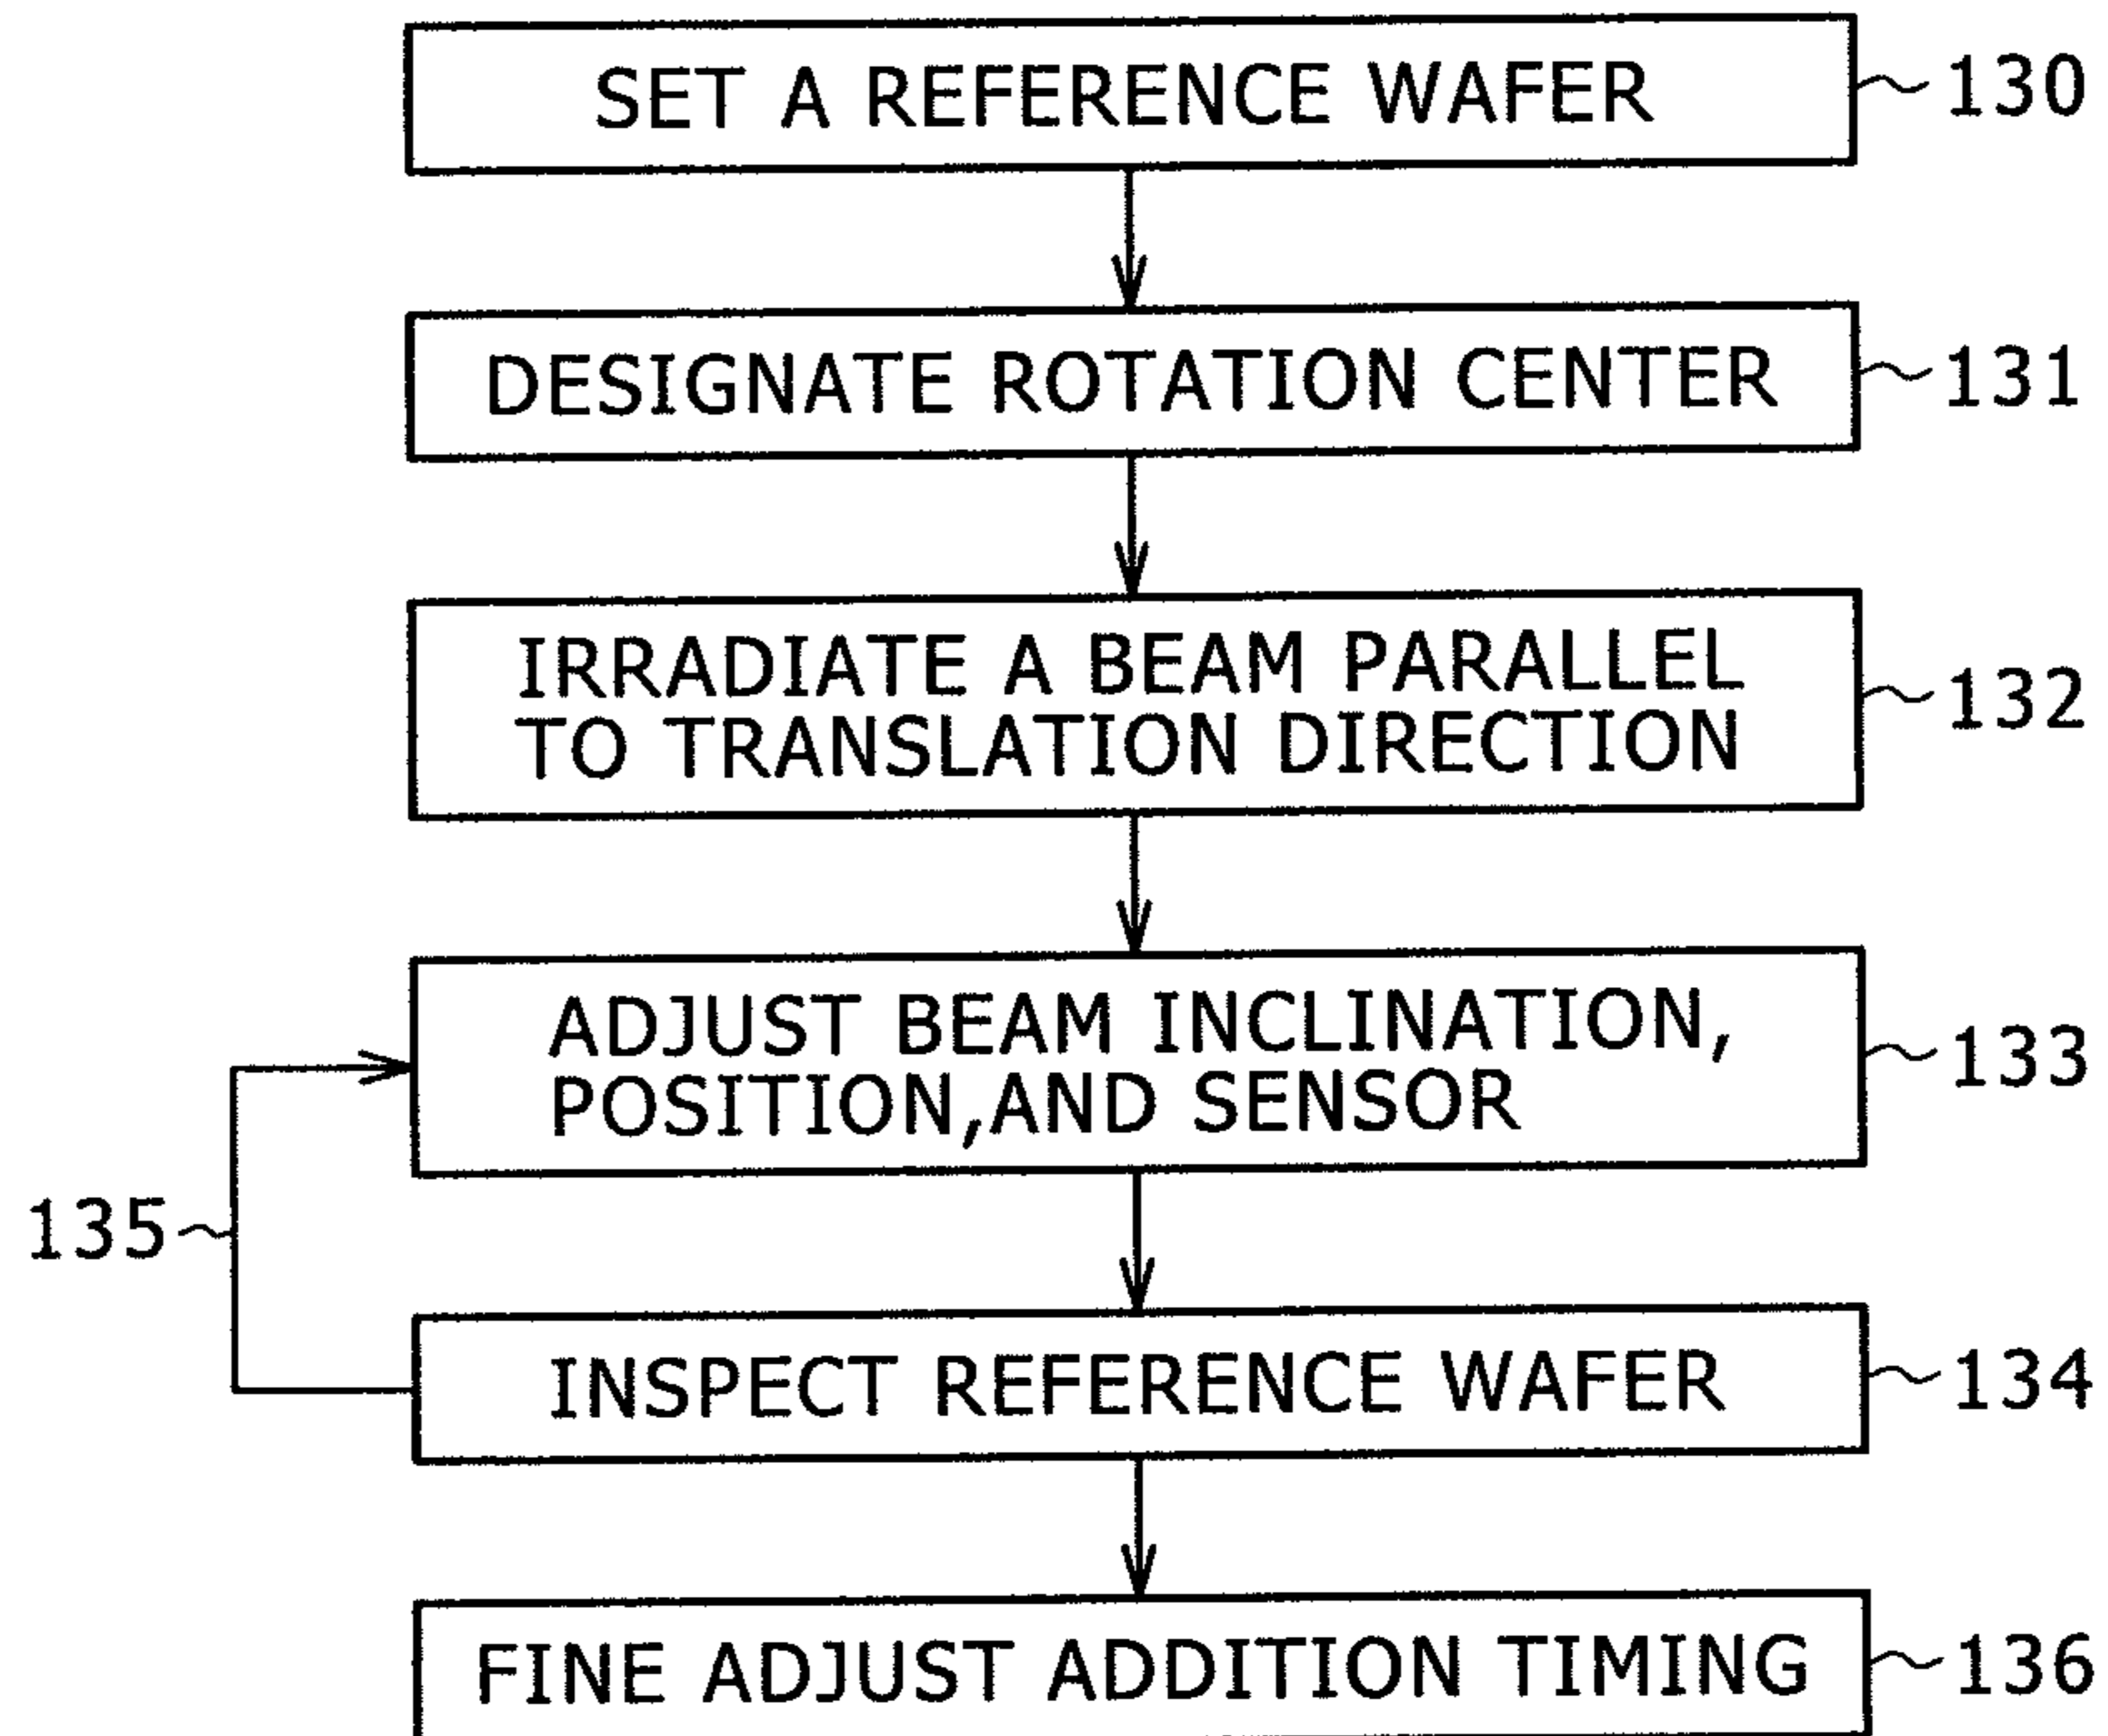 SET A REFERENCE WAFER
130
DESIGNATE ROTATION CENTER
131
IRRADIATE A BEAM PARALLEL
TO TRANSLATION DIRECTION
132
ADJUST BEAM INCLINATION,
POSITION,AND SENSOR
133
135
INSPECT REFERENCE WAFER
134
FINE ADJUST ADDITION TIMING
136